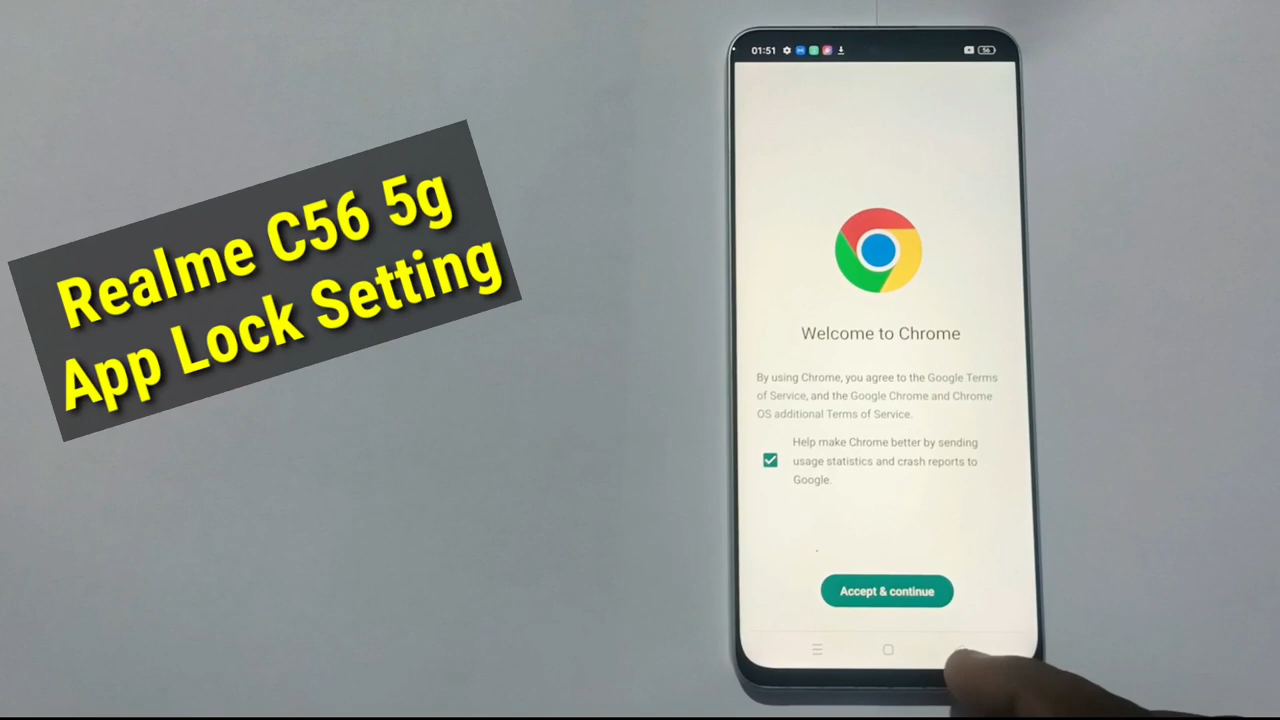 Realme C56 5g
App Lock Setting
01:51
56
Welcome to Chrome
By using Chrome, you agree to the Google Terms
of Service, and the Google Chrome and Chrome
OS additional Terms of Service.
Help make Chrome better by sending
usage statistics and crash reports to
Google.
Accept & continue